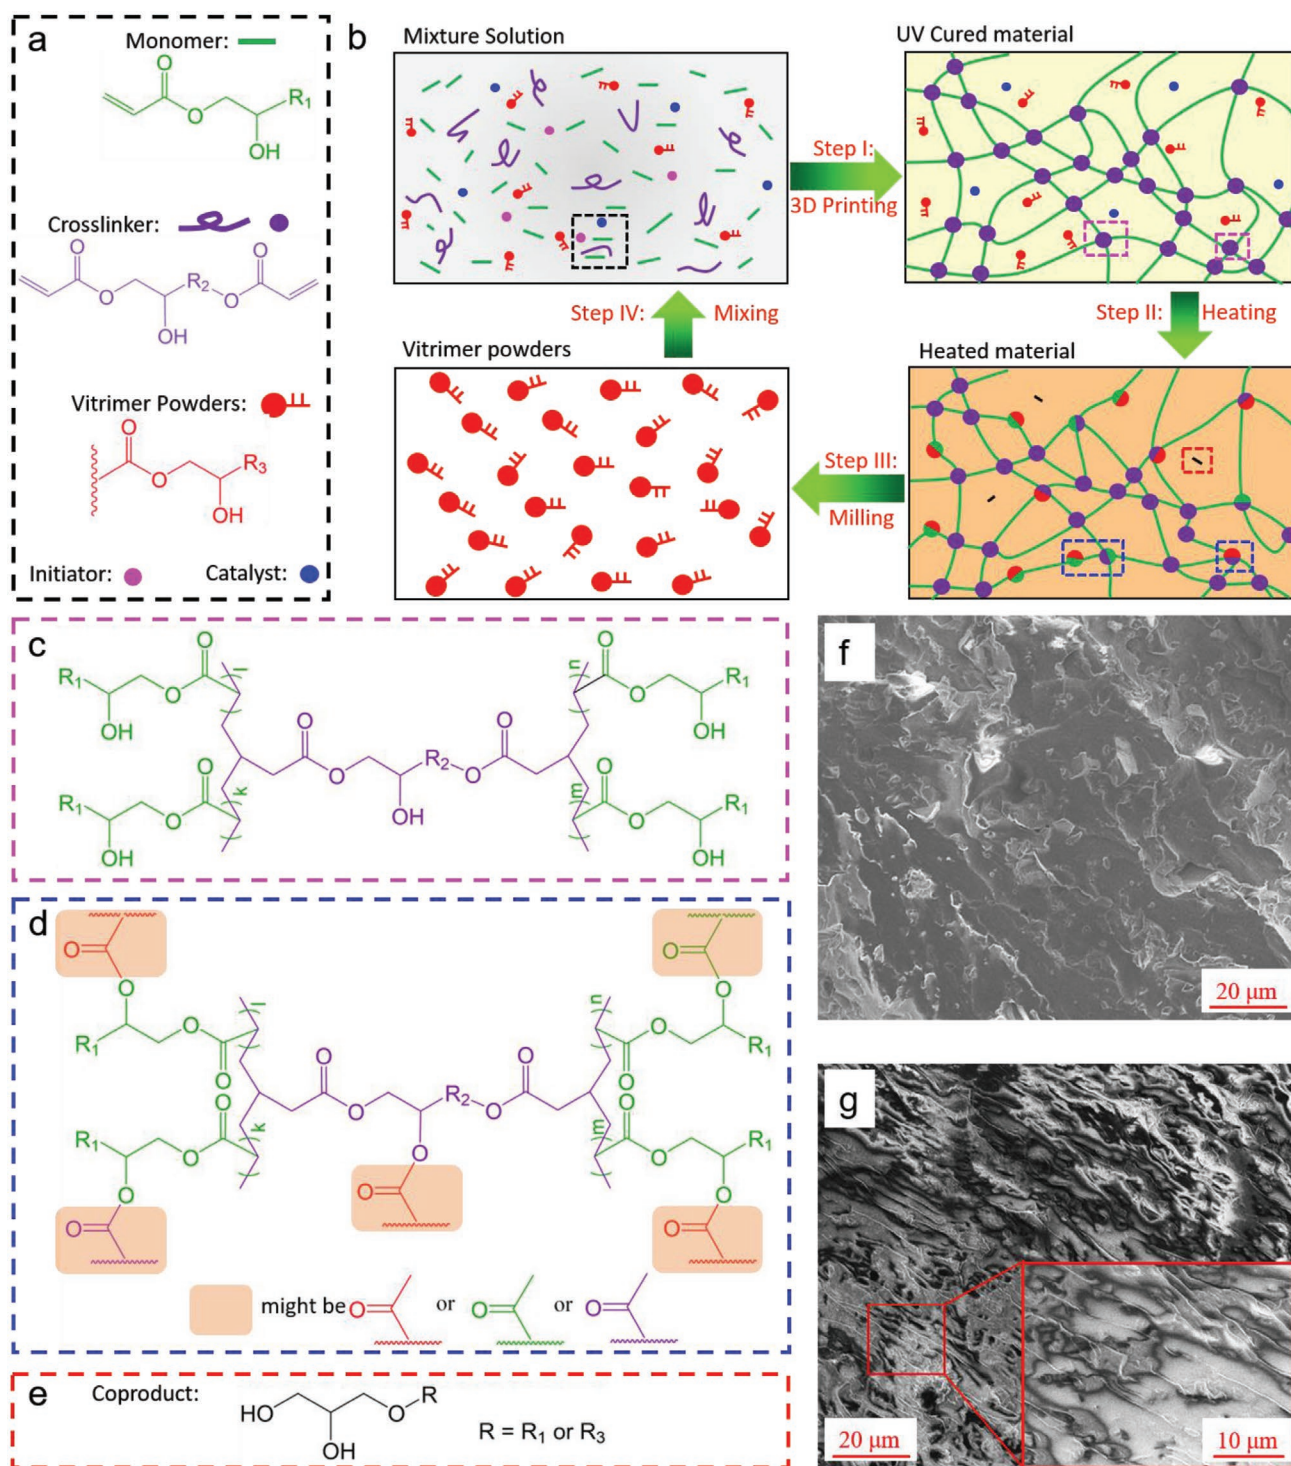 a
Monomer:
O
O
R1
OH
Crosslinker:
O
O
O
R2
O
OH
Vitrimer Powders:
O
O
R3
OH
Initiator:
Catalyst:
b
Mixture Solution
UV Cured material
Step I:
3D Printing
Step II:
Heating
Heated material
Step III:
Milling
Vitrimer powders
Step IV:
Mixing
c
O
O
R1
O
l
n
O
R1
OH
OH
O
O
O
R2
O
O
O
R1
O
k
OH
m
O
R1
OH
OH
d
O
O
O
O
R1
O
l
n
O
R1
O
O
O
O
O
R2
O
O
O
R1
O
k
m
O
R1
O
O
O
O
O
O
might be
O
or
O
or
O
e
Coproduct:
HO
O
R
OH
R = R1 or R3
f
20 μm
g
20 μm
10 μm